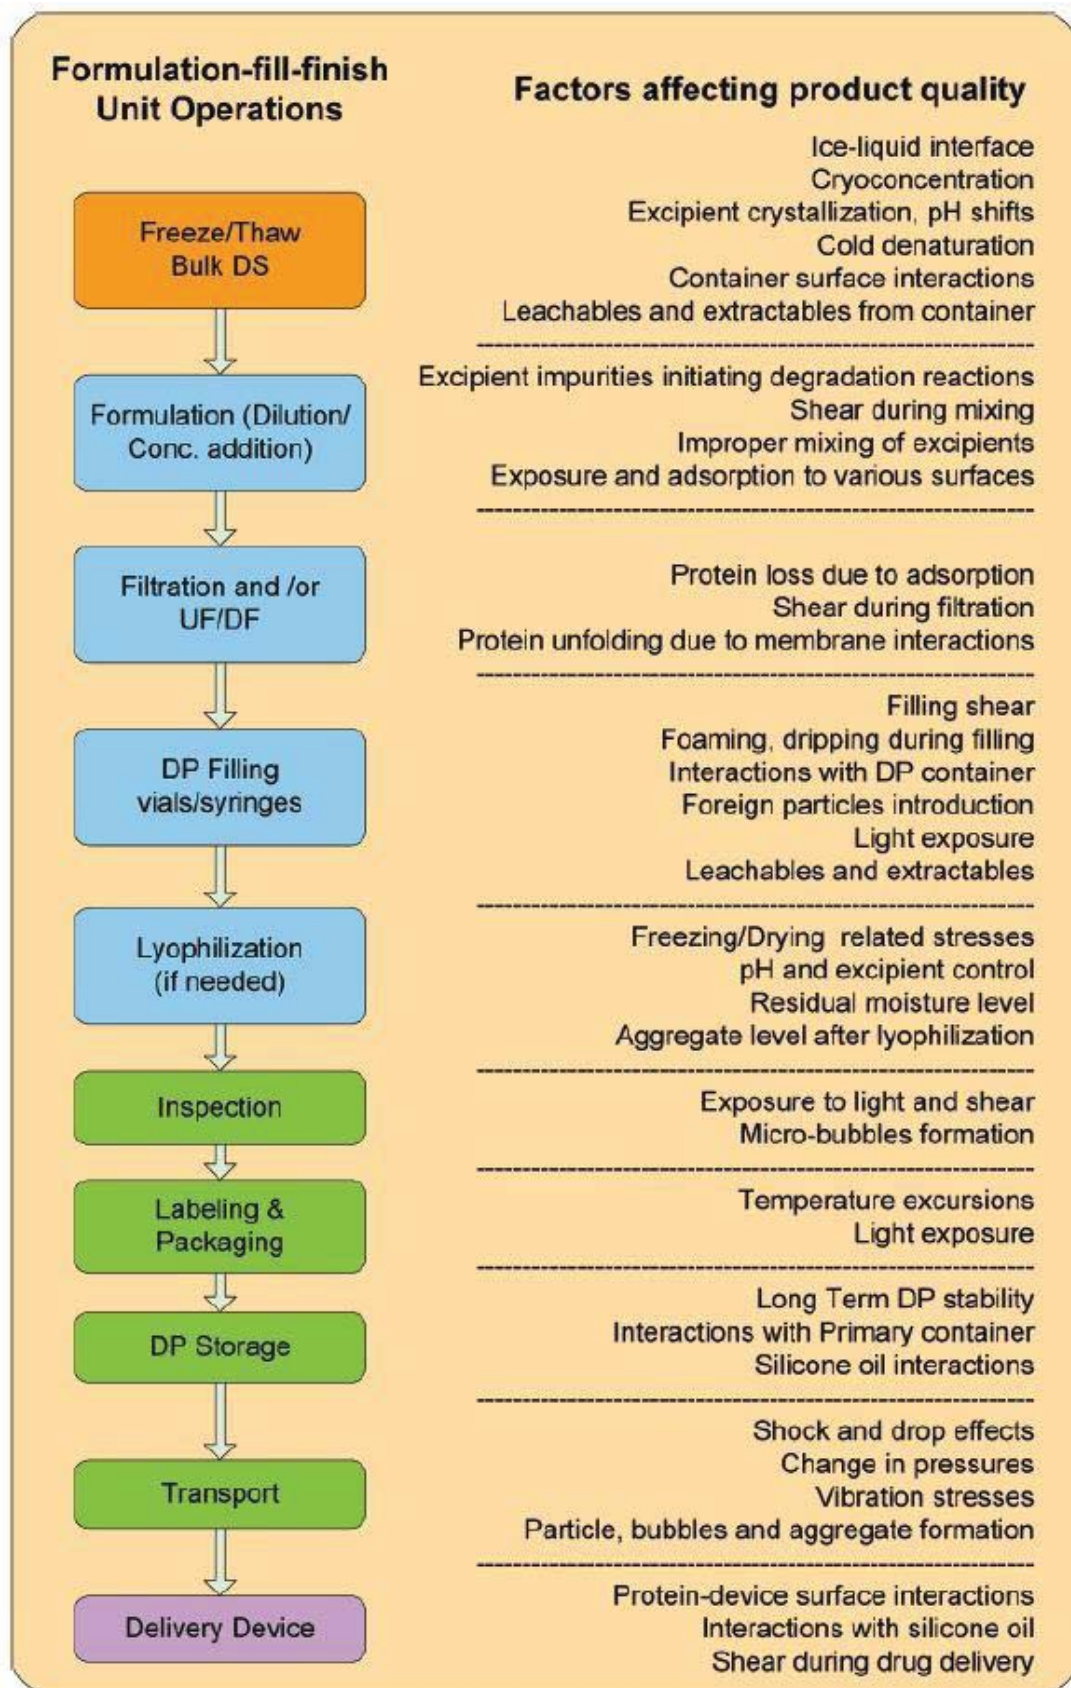 Formulation-fill-finish
Unit Operations
Factors affecting product quality
Freeze/Thaw
Bulk DS
Ice-liquid interface
Cryoconcentration
Excipient crystallization, pH shifts
Cold denaturation
Container surface interactions
Leachables and extractables from container
Formulation (Dilution/
Conc. addition)
Excipient impurities initiating degradation reactions
Shear during mixing
Improper mixing of excipients
Exposure and adsorption to various surfaces
Filtration and /or
UF/DF
Protein loss due to adsorption
Shear during filtration
Protein unfolding due to membrane interactions
DP Filling
vials/syringes
Filling shear
Foaming, dripping during filling
Interactions with DP container
Foreign particles introduction
Light exposure
Leachables and extractables
Lyophilization
(if needed)
Freezing/Drying related stresses
pH and excipient control
Residual moisture level
Aggregate level after lyophilization
Inspection
Exposure to light and shear
Micro-bubbles formation
Labeling &
Packaging
Temperature excursions
Light exposure
DP Storage
Long Term DP stability
Interactions with Primary container
Silicone oil interactions
Transport
Shock and drop effects
Change in pressures
Vibration stresses
Particle, bubbles and aggregate formation
Delivery Device
Protein-device surface interactions
Interactions with silicone oil
Shear during drug delivery